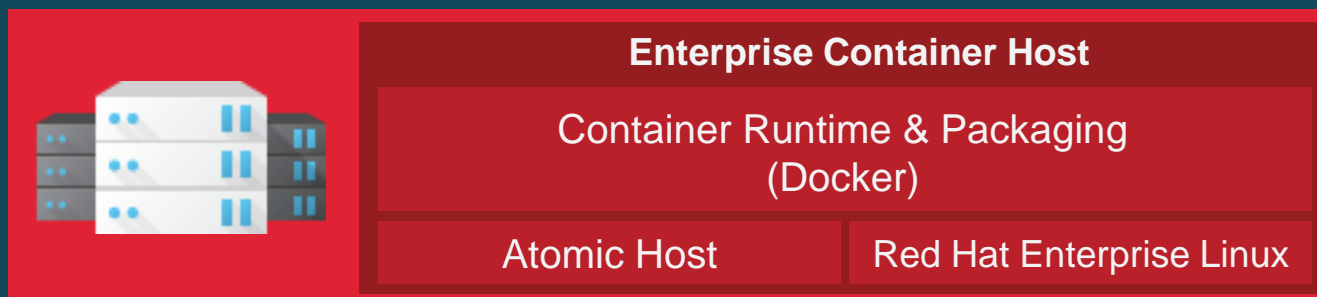 Enterprise Container Host
Container Runtime & Packaging
(Docker)
Atomic Host
Red Hat Enterprise Linux